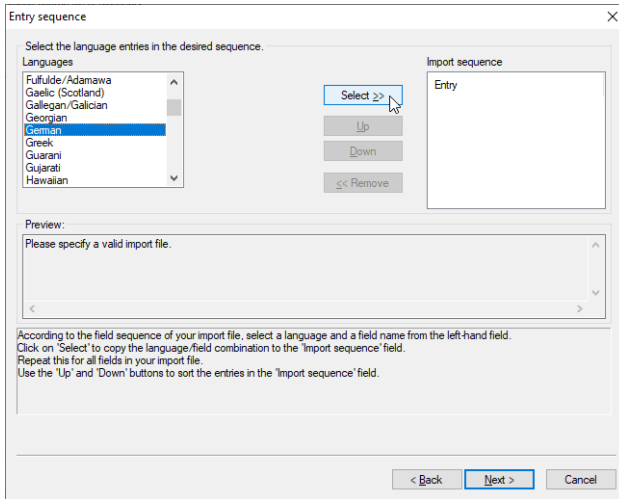 Entry sequence
Select the language entries in the desired sequence.
Languages
Fulfulde/Adamawa
Gaelic (Scotland)
Gallegan/Galician
Georgian
German
Greek
Guarani
Gujarati
Hawaiian
Select >>
Up
Down
<< Remove
Import sequence
Entry
Preview:
Please specify a valid import file.
According to the field sequence of your import file, select a language and a field name from the left-hand field.
Click on 'Select' to copy the language/field combination to the 'Import sequence' field.
Repeat this for all fields in your import file.
Use the 'Up' and 'Down' buttons to sort the entries in the 'Import sequence' field.
< Back
Next >
Cancel